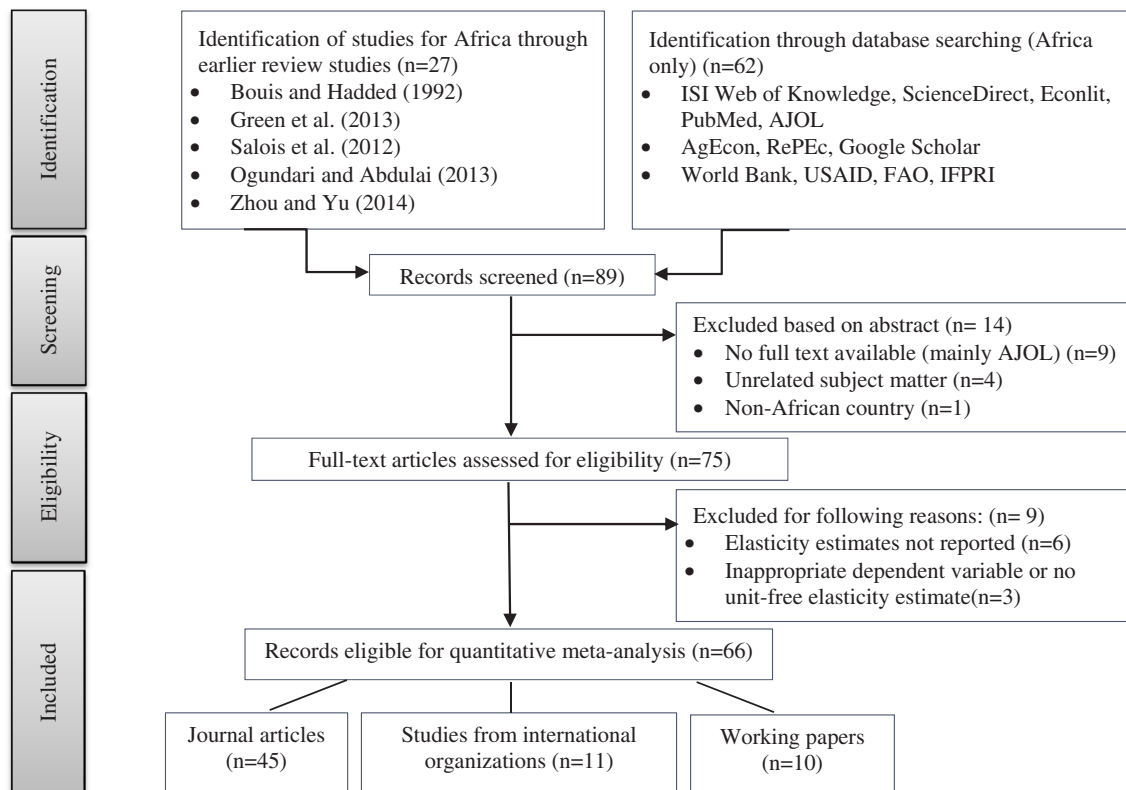 Identification
Identification of studies for Africa through
earlier review studies (n=27)
• Bouis and Hadded (1992)
• Green et al. (2013)
• Salois et al. (2012)
• Ogundari and Abdulai (2013)
• Zhou and Yu (2014)
Identification through database searching (Africa
only) (n=62)
• ISI Web of Knowledge, ScienceDirect, Econlit,
PubMed, AJOL
• AgEcon, RePEc, Google Scholar
• World Bank, USAID, FAO, IFPRI
Screening
Records screened (n=89)
Excluded based on abstract (n= 14)
• No full text available (mainly AJOL) (n=9)
• Unrelated subject matter (n=4)
• Non-African country (n=1)
Eligibility
Full-text articles assessed for eligibility (n=75)
Excluded for following reasons: (n= 9)
• Elasticity estimates not reported (n=6)
• Inappropriate dependent variable or no
unit-free elasticity estimate(n=3)
Included
Records eligible for quantitative meta-analysis (n=66)
Journal articles
(n=45)
Studies from international
organizations (n=11)
Working papers
(n=10)